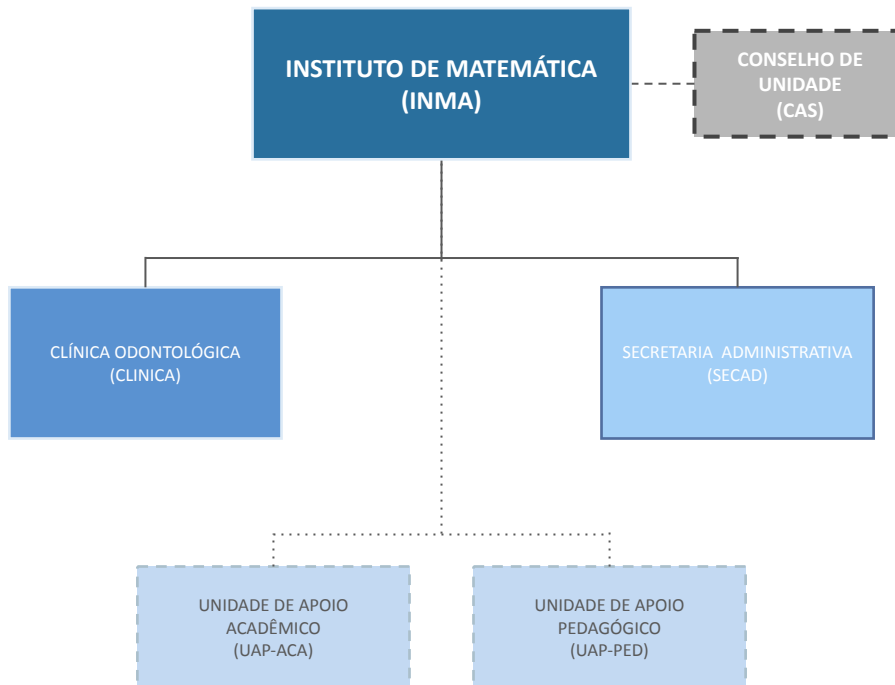 INSTITUTO DE MATEMÁTICA
(INMA)
CONSELHO DE
UNIDADE
(CAS)
CLÍNICA ODONTOLÓGICA
(CLINICA)
SECRETARIA ADMINISTRATIVA
(SECAD)
UNIDADE DE APOIO
ACADÊMICO
(UAP-ACA)
UNIDADE DE APOIO
PEDAGÓGICO
(UAP-PED)